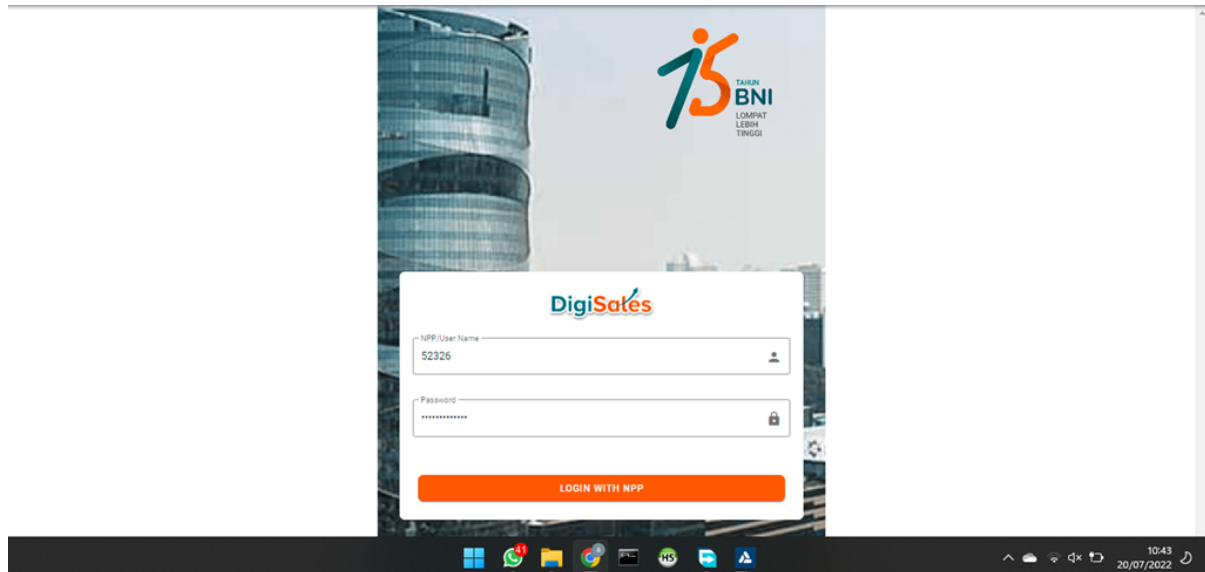 75
TAHUN
BNI
LOMPAT
LEBIH
TINGGI
DigiSales
NPP/User Name
52326
Password
•••••••••••••
LOGIN WITH NPP
41
HS
10:43
20/07/2022